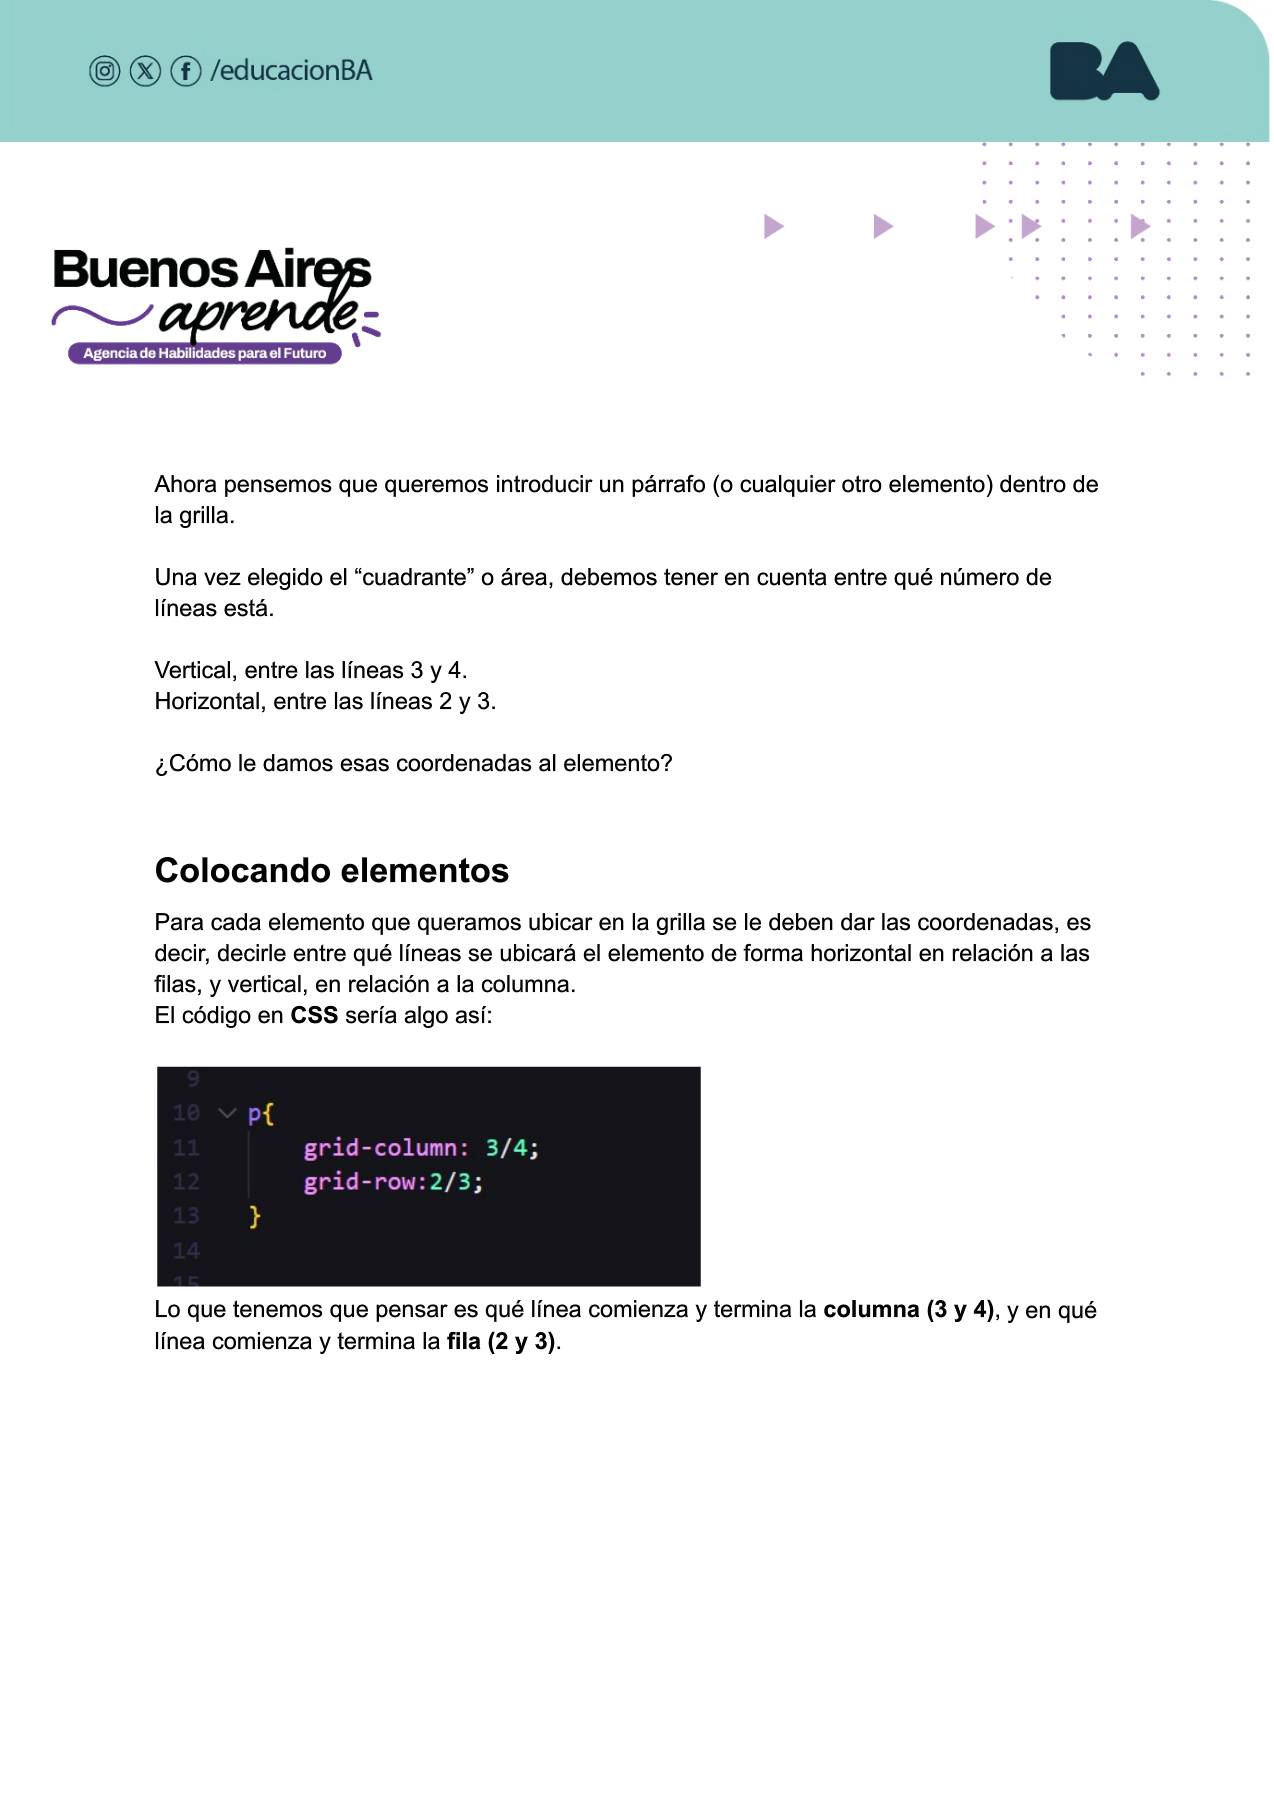 /educacionBA
BA
Buenos Aires
aprende
Agencia de Habilidades para el Futuro
Ahora pensemos que queremos introducir un párrafo (o cualquier otro elemento) dentro de
la grilla.
Una vez elegido el “cuadrante” o área, debemos tener en cuenta entre qué número de
líneas está.
Vertical, entre las líneas 3 y 4.
Horizontal, entre las líneas 2 y 3.
¿Cómo le damos esas coordenadas al elemento?
Colocando elementos
Para cada elemento que queramos ubicar en la grilla se le deben dar las coordenadas, es
decir, decirle entre qué líneas se ubicará el elemento de forma horizontal en relación a las
filas, y vertical, en relación a la columna.
El código en CSS sería algo así:
9
10 p{
11 grid-column: 3/4;
12 grid-row:2/3;
13 }
14
15
Lo que tenemos que pensar es qué línea comienza y termina la columna (3 y 4), y en qué
línea comienza y termina la fila (2 y 3).